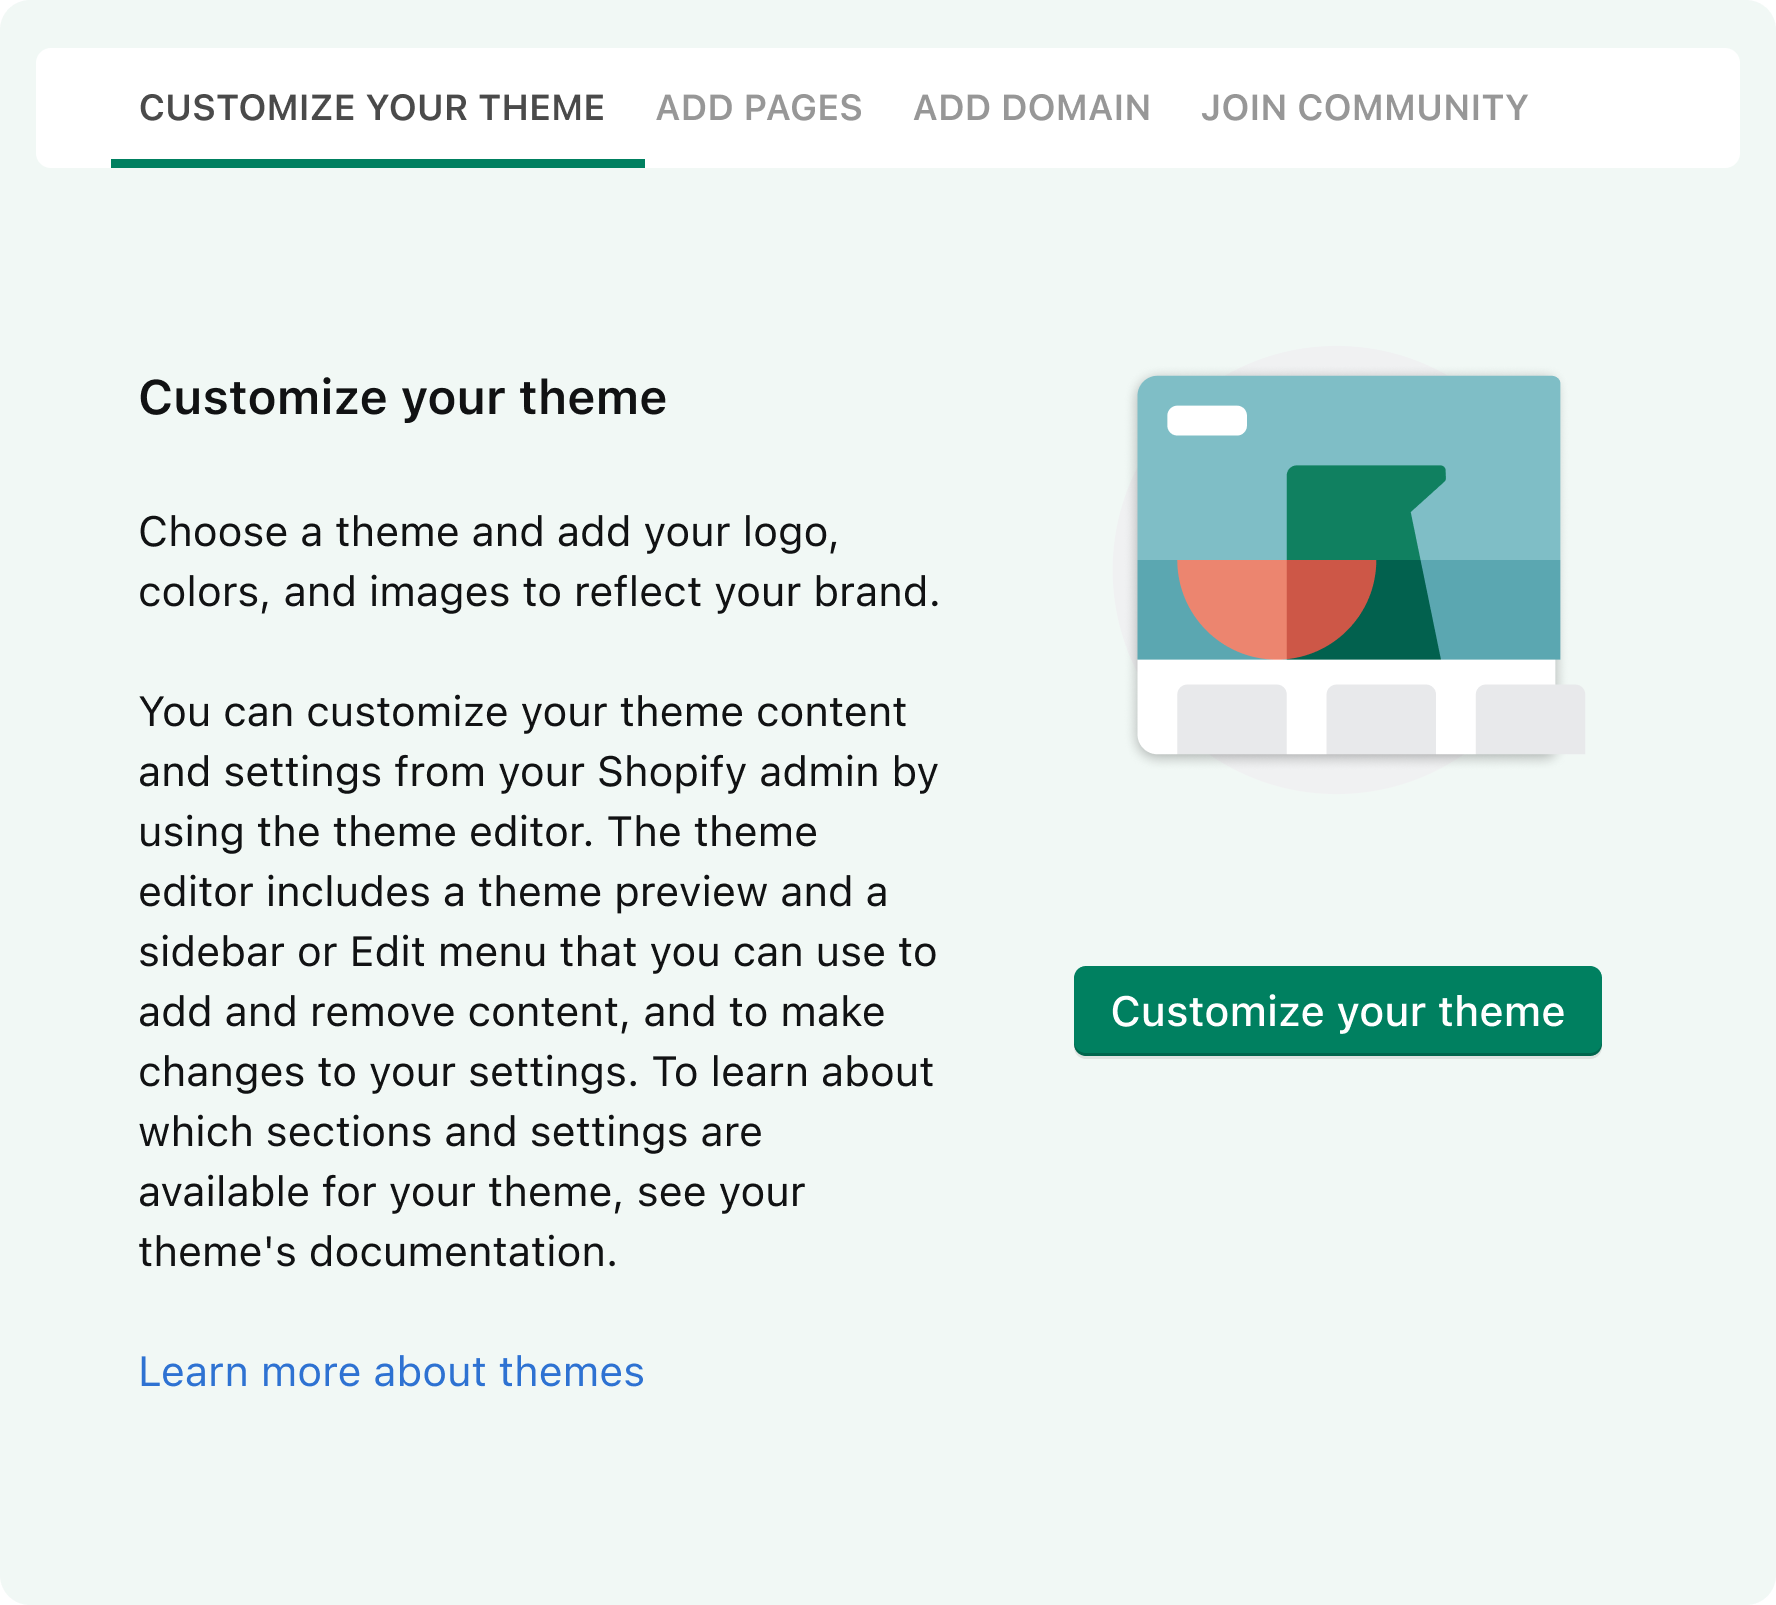 CUSTOMIZE YOUR THEME ADD PAGES ADD DOMAIN JOIN COMMUNITY
Customize your theme
Choose a theme and add your logo,
colors, and images to reflect your brand.
You can customize your theme content
and settings from your Shopify admin by
using the theme editor. The theme
editor includes a theme preview and a
sidebar or Edit menu that you can use to
add and remove content, and to make
changes to your settings. To learn about
which sections and settings are
available for your theme, see your
theme's documentation.
Learn more about themes
Customize your theme